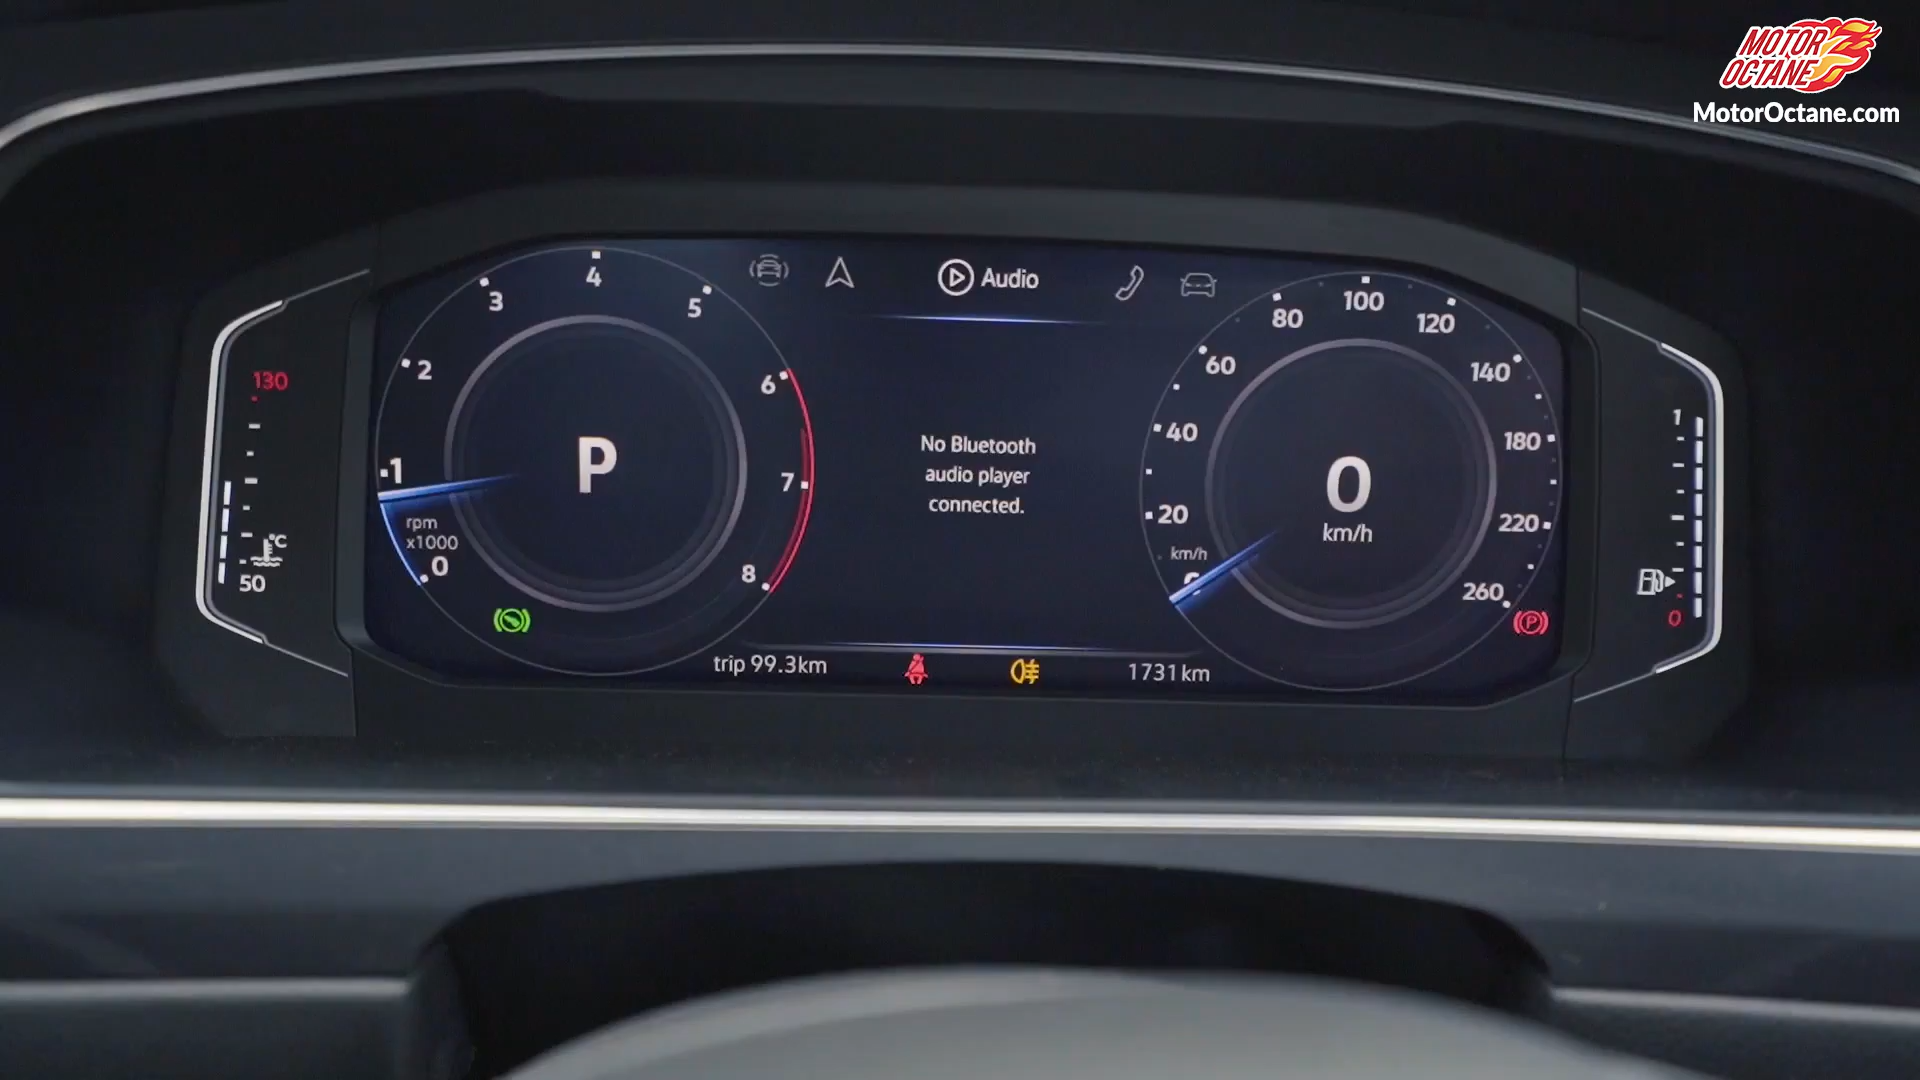 MOTOR
OCTANE
MotorOctane.com
Audio
1
2
3
4
5
6
7
8
0
rpm
x1000
P
No Bluetooth
audio player
connected.
20
40
60
80
100
120
140
180
220
260
km/h
0
km/h
130
50
°C
1
0
P
trip 99.3km
1731km